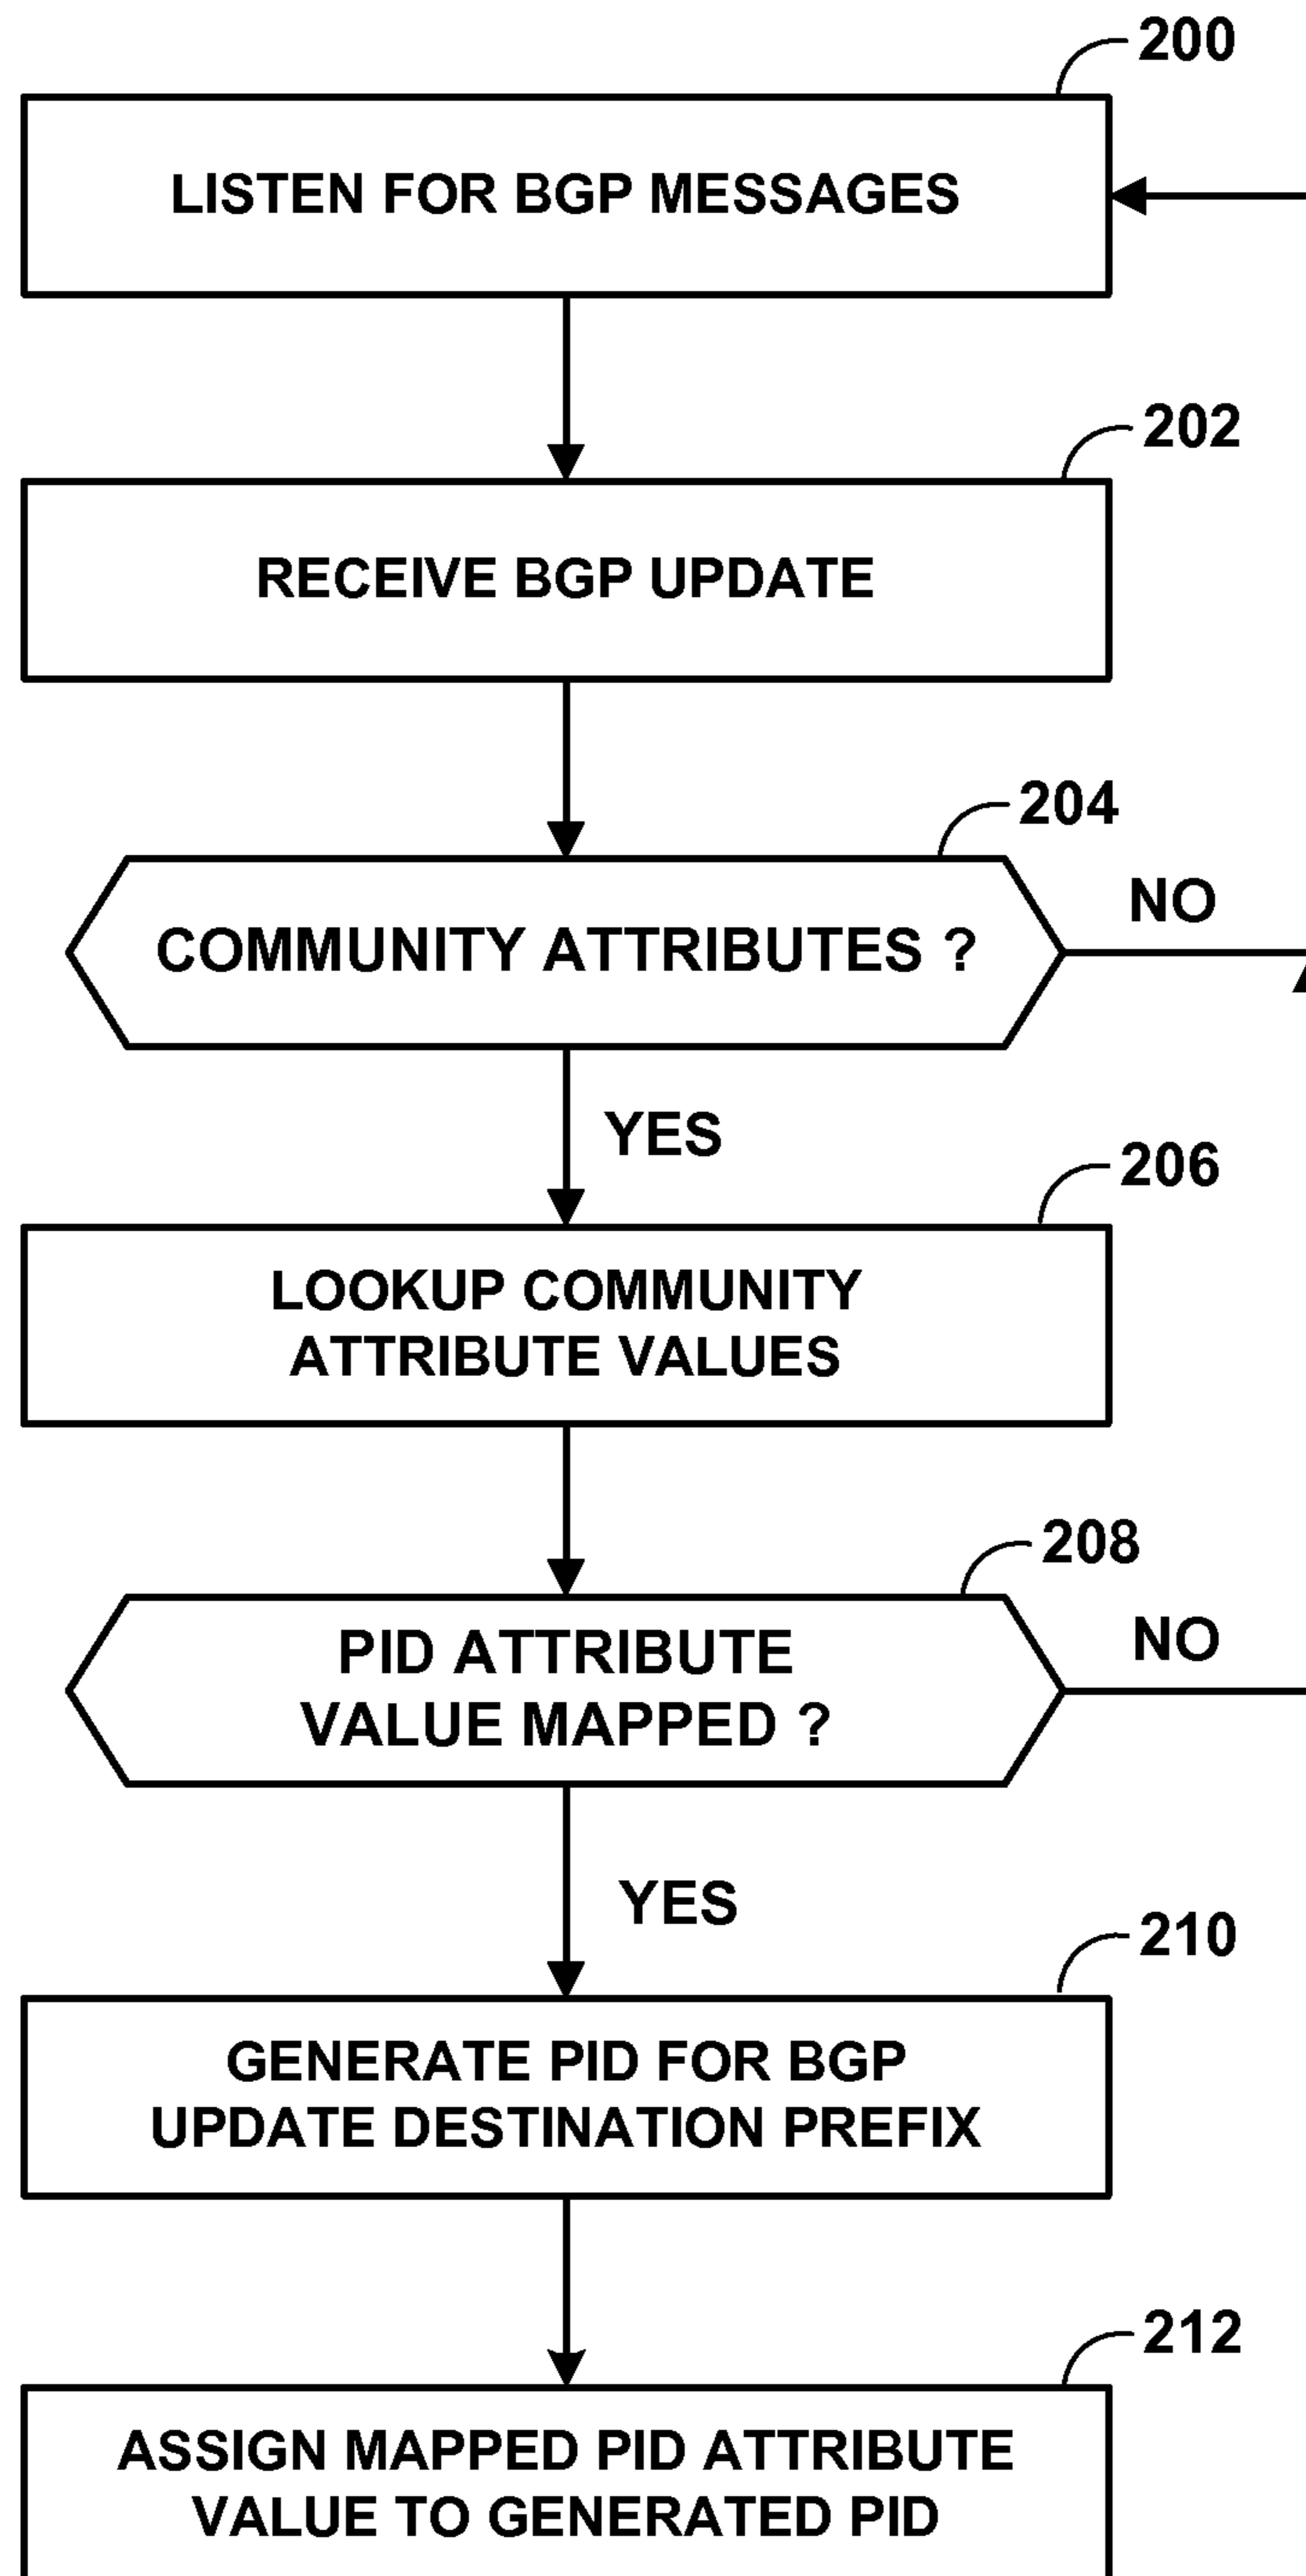 200
LISTEN FOR BGP MESSAGES
202
RECEIVE BGP UPDATE
204
COMMUNITY ATTRIBUTES ?
NO
YES
206
LOOKUP COMMUNITY
ATTRIBUTE VALUES
208
PID ATTRIBUTE
VALUE MAPPED ?
NO
YES
210
GENERATE PID FOR BGP
UPDATE DESTINATION PREFIX
212
ASSIGN MAPPED PID ATTRIBUTE
VALUE TO GENERATED PID